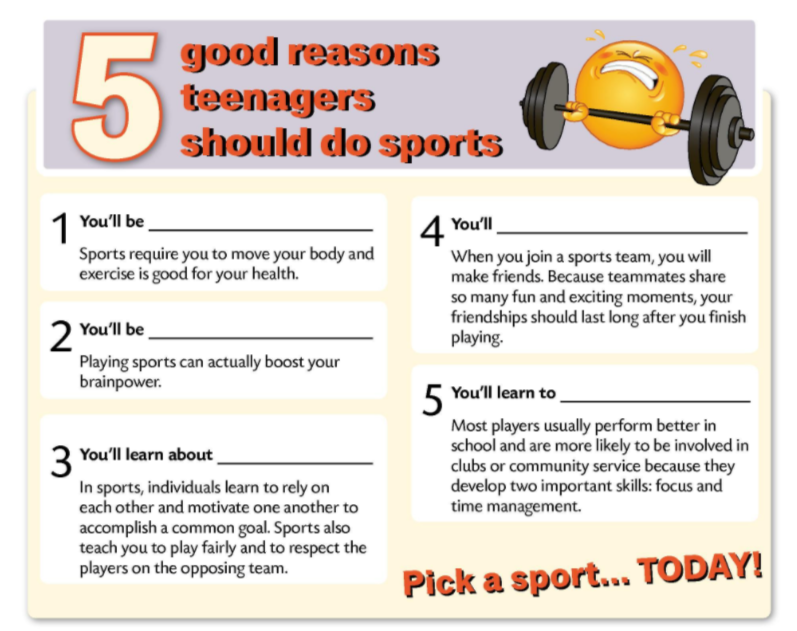 5 good reasons
teenagers
should do sports
1 You'll be _______________
Sports require you to move your body and
exercise is good for your health.
2 You'll be _______________
Playing sports can actually boost your
brainpower.
3 You'll learn about _______________
In sports, individuals learn to rely on
each other and motivate one another to
accomplish a common goal. Sports also
teach you to play fairly and to respect the
players on the opposing team.
4 You'll _______________
When you join a sports team, you will
make friends. Because teammates share
so many fun and exciting moments, your
friendships should last long after you finish
playing.
5 You'll learn to _______________
Most players usually perform better in
school and are more likely to be involved in
clubs or community service because they
develop two important skills: focus and
time management.
Pick a sport... TODAY!